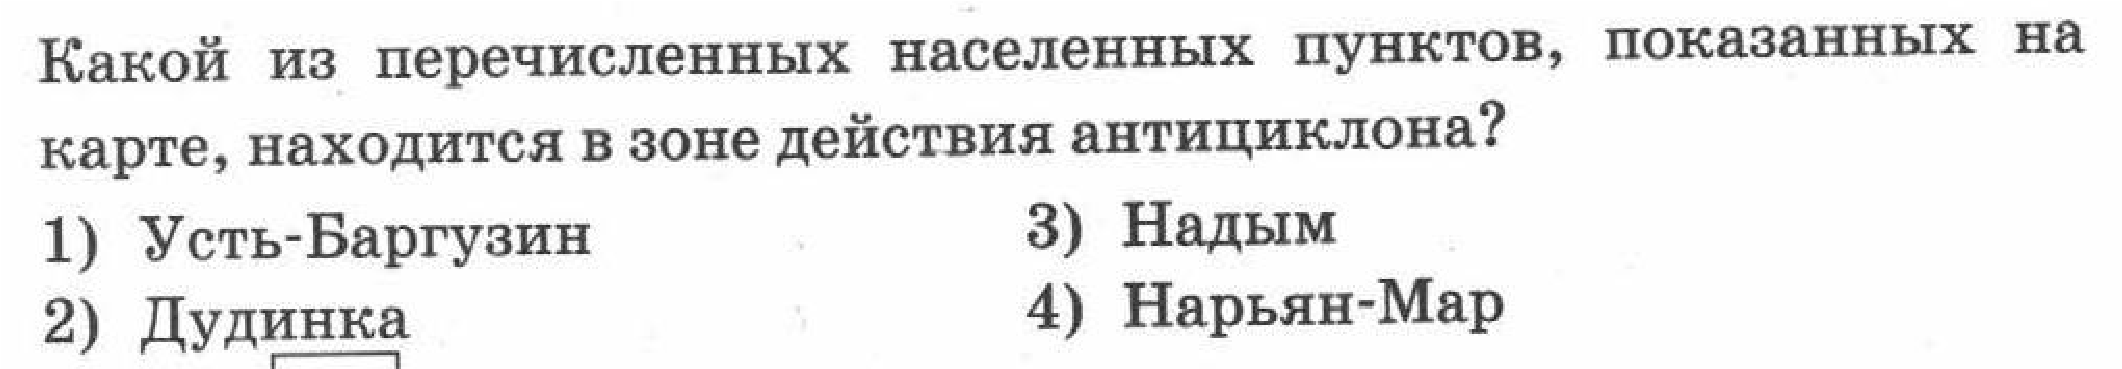 Какой из перечисленных населенных пунктов, показанных на
карте, находится в зоне действия антициклона?
1) Усть-Баргузин 3) Надым
2) Дудинка 4) Нарьян-Мар